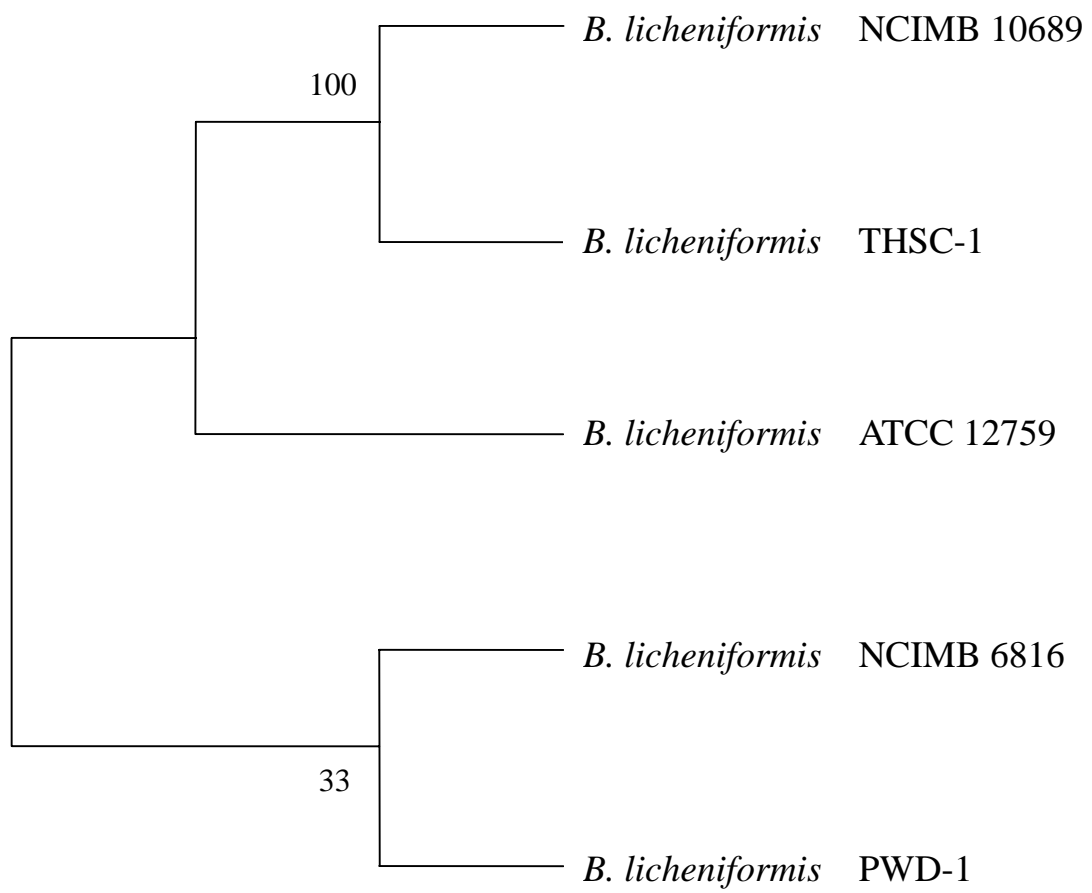 B. licheniformis NCIMB 10689
100
B. licheniformis THSC-1
B. licheniformis ATCC 12759
B. licheniformis NCIMB 6816
33
B. licheniformis PWD-1